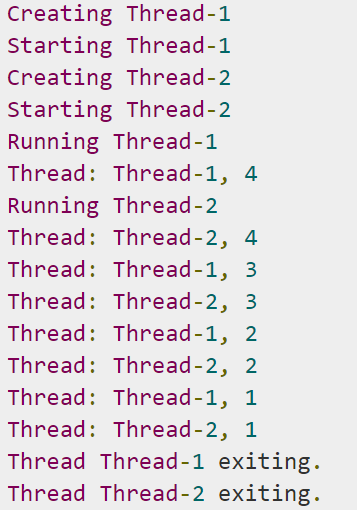 Creating Thread-1
Starting Thread-1
Creating Thread-2
Starting Thread-2
Running Thread-1
Thread: Thread-1, 4
Running Thread-2
Thread: Thread-2, 4
Thread: Thread-1, 3
Thread: Thread-2, 3
Thread: Thread-1, 2
Thread: Thread-2, 2
Thread: Thread-1, 1
Thread: Thread-2, 1
Thread Thread-1 exiting.
Thread Thread-2 exiting.